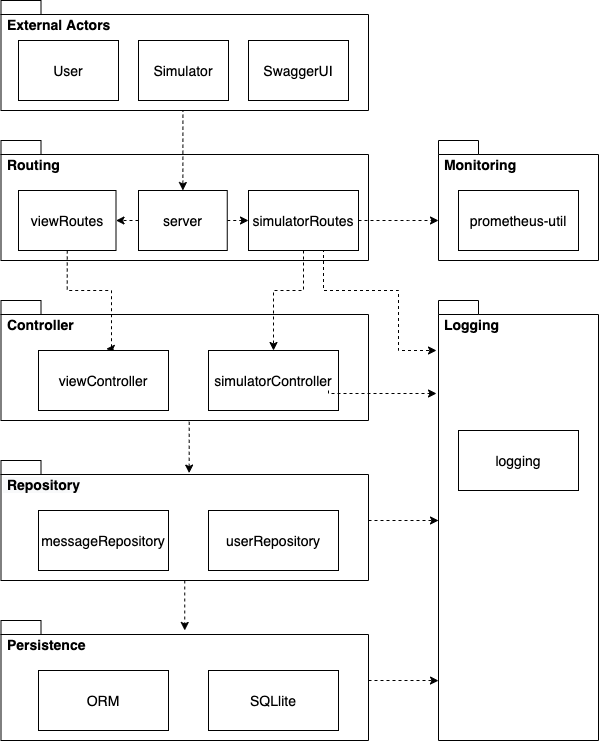 External Actors
User
Simulator
SwaggerUI
Routing
viewRoutes
server
simulatorRoutes
Monitoring
prometheus-util
Controller
viewController
simulatorController
Logging
logging
Repository
messageRepository
userRepository
Persistence
ORM
SQLlite